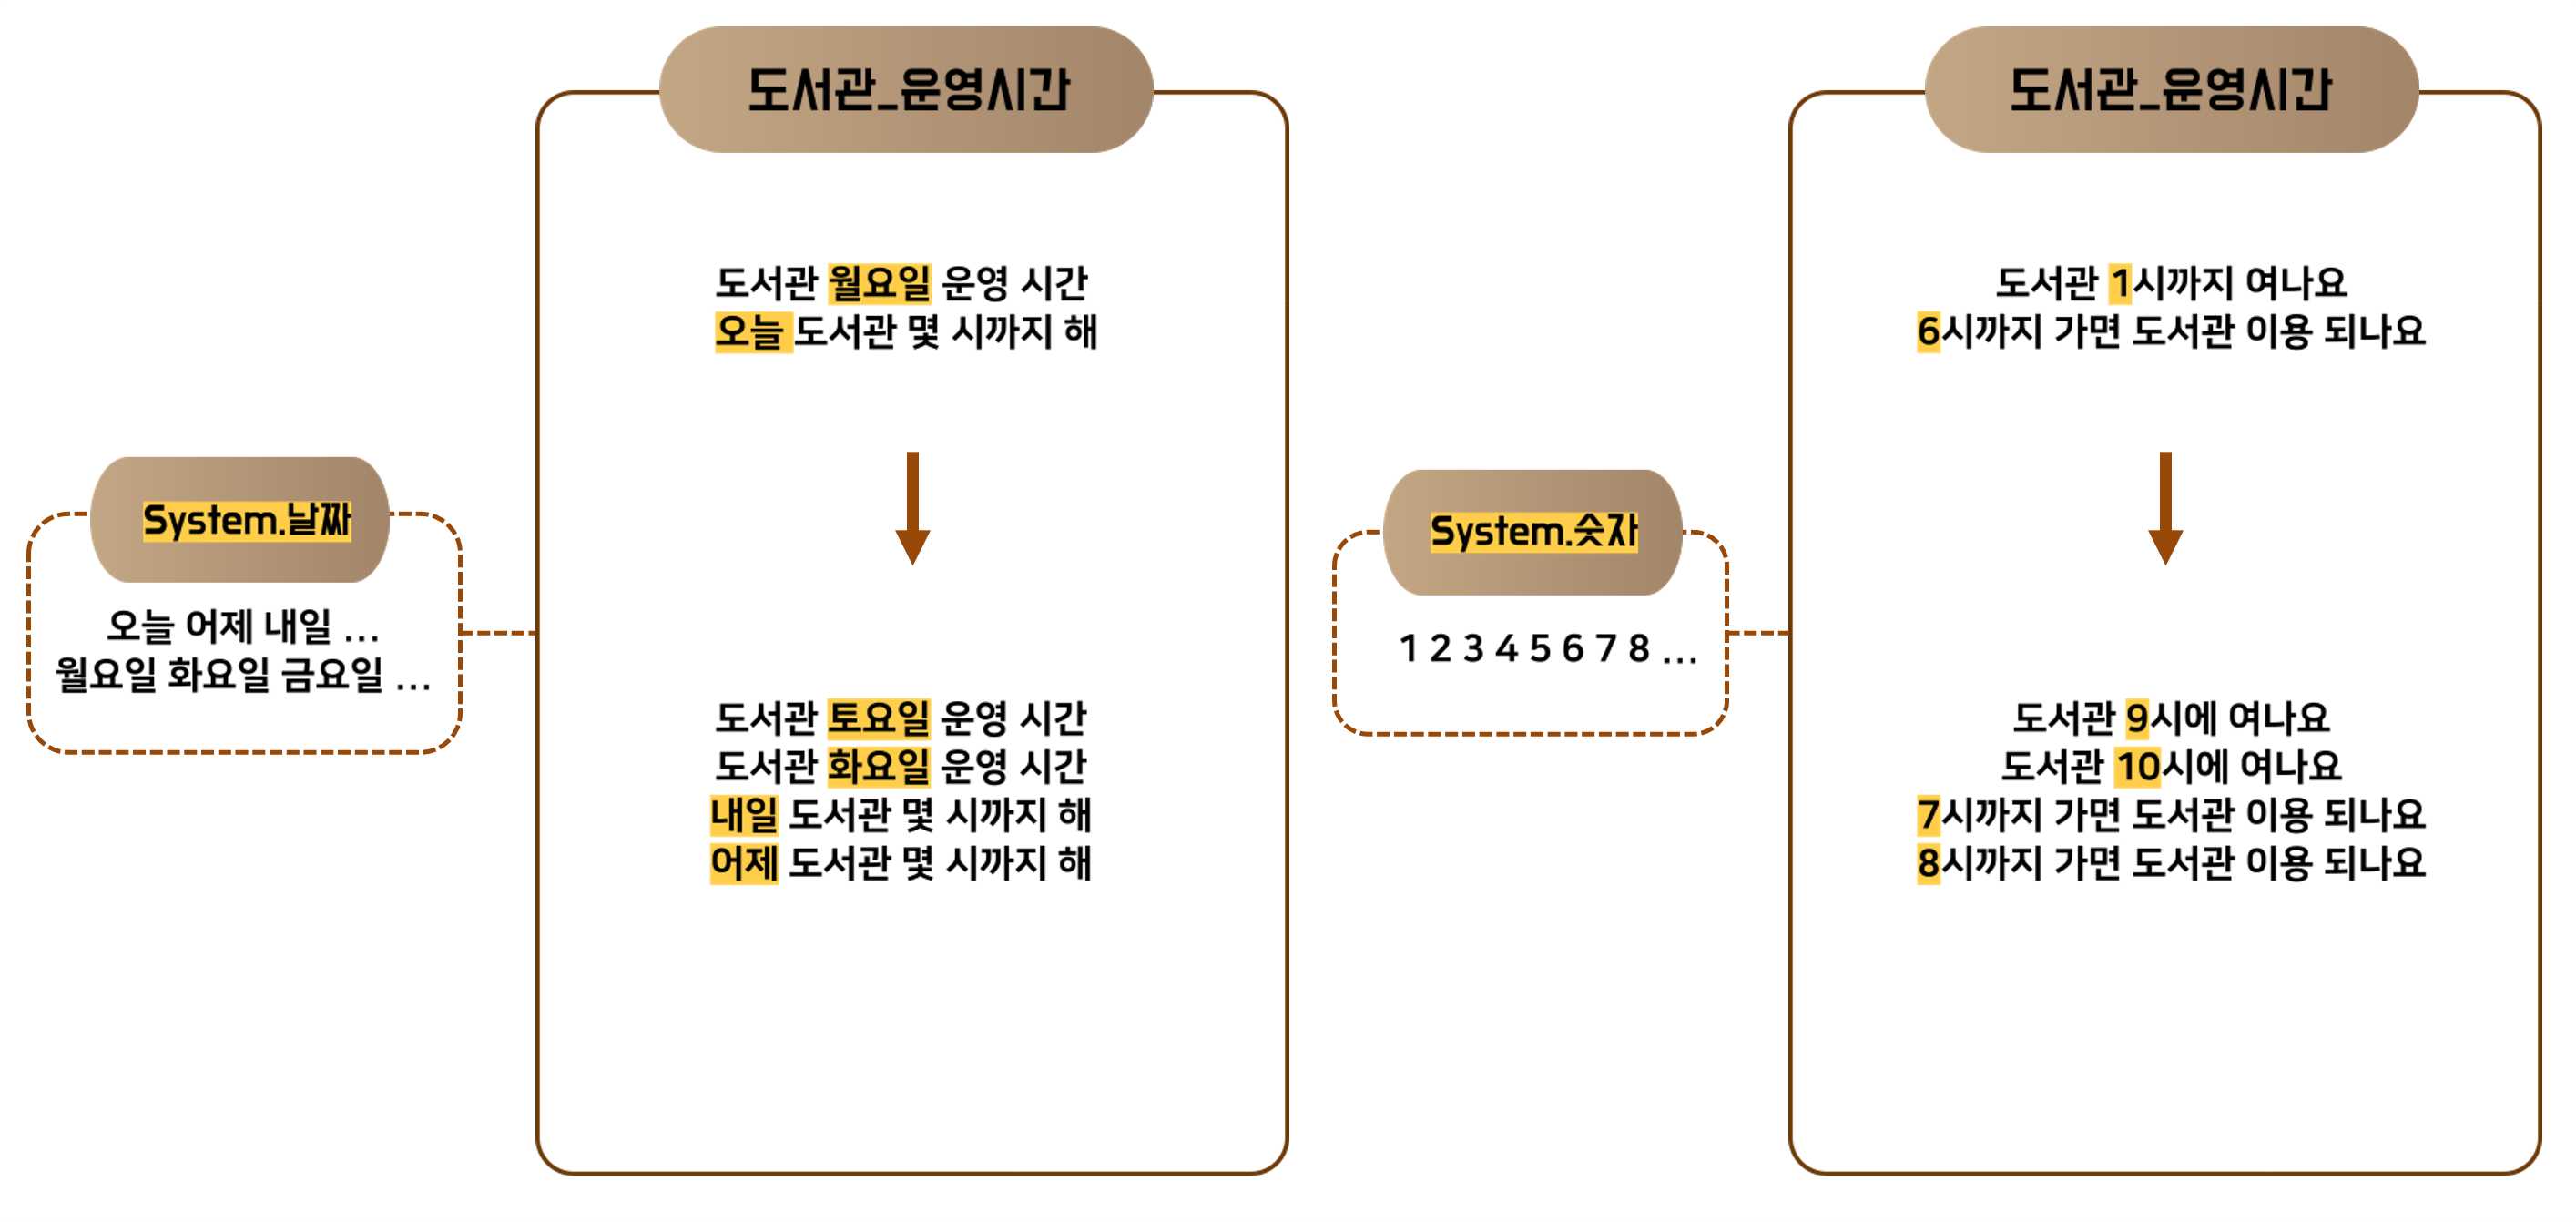 도서관_운영시간
도서관 월요일 운영 시간
오늘 도서관 몇 시까지 해
System.날짜
오늘 어제 내일 ...
월요일 화요일 금요일 ...
도서관 토요일 운영 시간
도서관 화요일 운영 시간
내일 도서관 몇 시까지 해
어제 도서관 몇 시까지 해
도서관_운영시간
도서관 1시까지 여나요
6시까지 가면 도서관 이용 되나요
System.숫자
1 2 3 4 5 6 7 8 ...
도서관 9시에 여나요
도서관 10시에 여나요
7시까지 가면 도서관 이용 되나요
8시까지 가면 도서관 이용 되나요